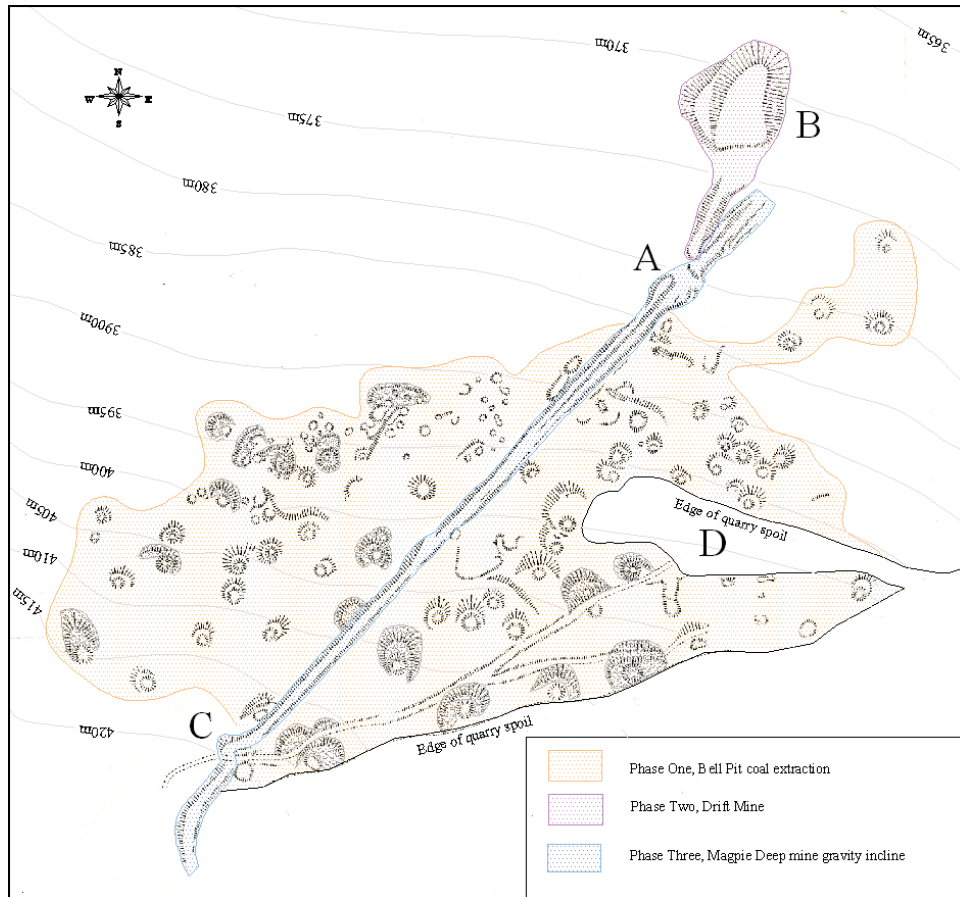 365m
370m
N
W E
S
375m
B
380m
385m
A
3900m
395m
400m
405m
Edge of quarry spoil
D
410m
415m
C
420m
Edge of quarry spoil
Phase One, Bell Pit coal extraction
Phase Two, Drift Mine
Phase Three, Magpie Deep mine gravity incline